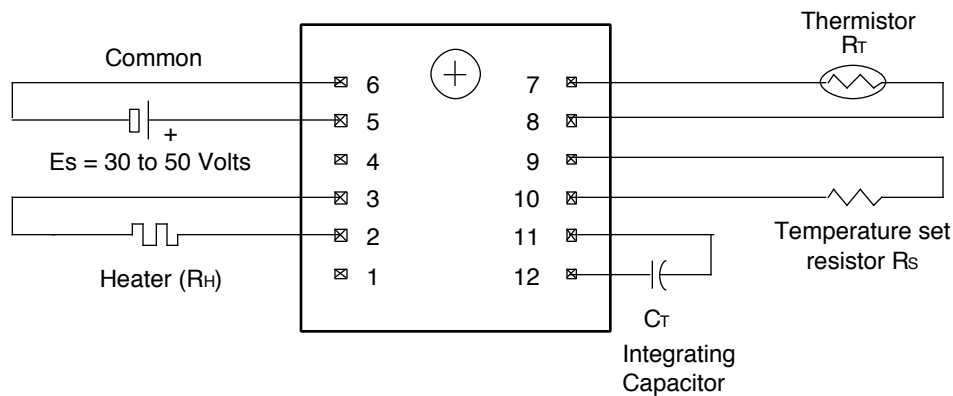 Thermistor
RT
Common
6
7
5
8
+
Es = 30 to 50 Volts
4
9
3
10
2
11
Temperature set
resistor RS
Heater (RH)
1
12
CT
Integrating
Capacitor